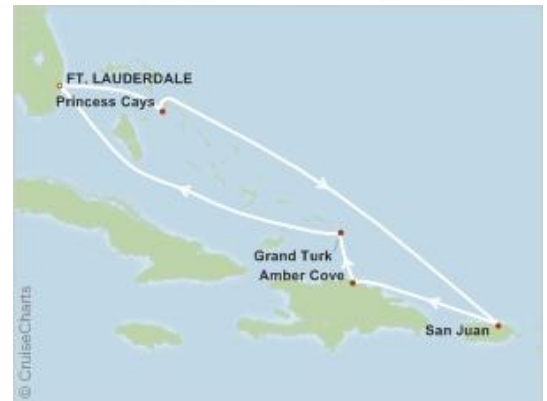 FT. LAUDERDALE
Princess Cays
Grand Turk
Amber Cove
San Juan
© CruiseCharts